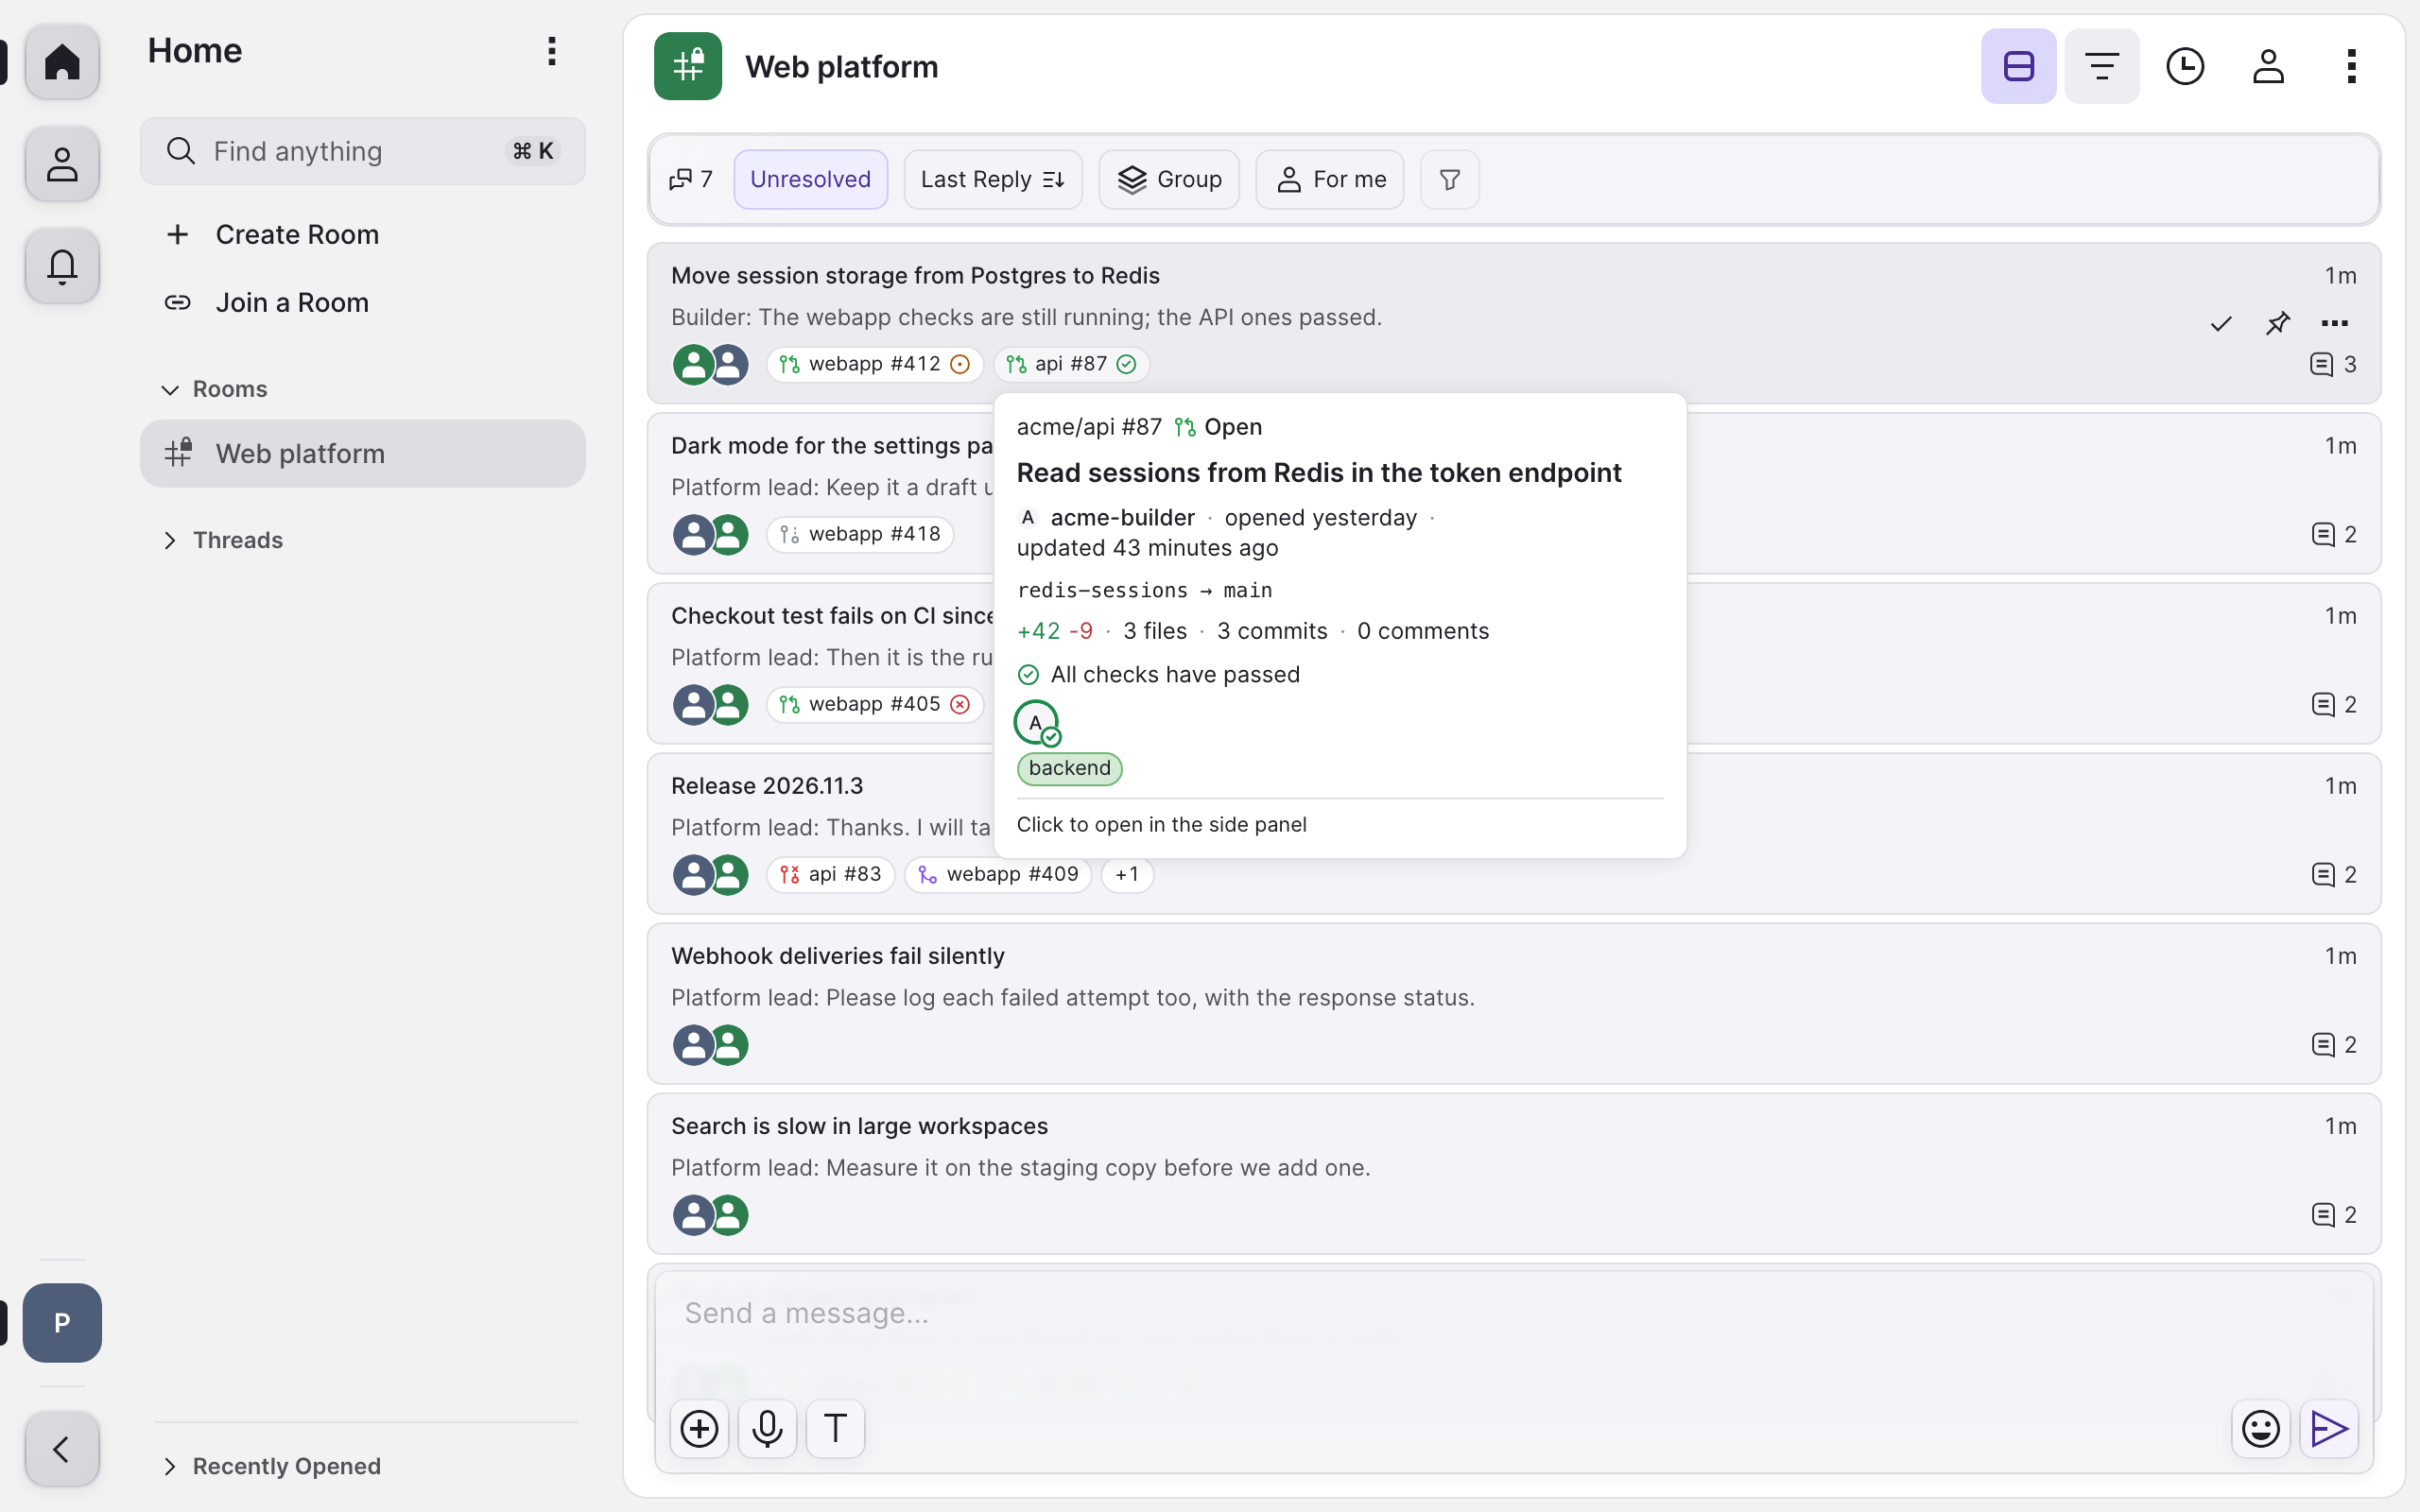 Home
Find anything
⌘ K
Create Room
Join a Room
Rooms
Web platform
Threads
P
Recently Opened
Web platform
7
Unresolved
Last Reply
Group
For me
Move session storage from Postgres to Redis
1m
Builder: The webapp checks are still running; the API ones passed.
webapp #412
api #87
3
Dark mode for the settings pa
1m
Platform lead: Keep it a draft
webapp #418
2
Checkout test fails on CI since
1m
Platform lead: Then it is the ru
webapp #405
2
Release 2026.11.3
1m
Platform lead: Thanks. I will ta
api #83
webapp #409
+1
2
acme/api #87 Open
Read sessions from Redis in the token endpoint
A acme-builder · opened yesterday ·
updated 43 minutes ago
redis-sessions → main
+42 -9 · 3 files · 3 commits · 0 comments
All checks have passed
A
backend
Click to open in the side panel
Webhook deliveries fail silently
1m
Platform lead: Please log each failed attempt too, with the response status.
2
Search is slow in large workspaces
1m
Platform lead: Measure it on the staging copy before we add one.
2
Send a message...
T